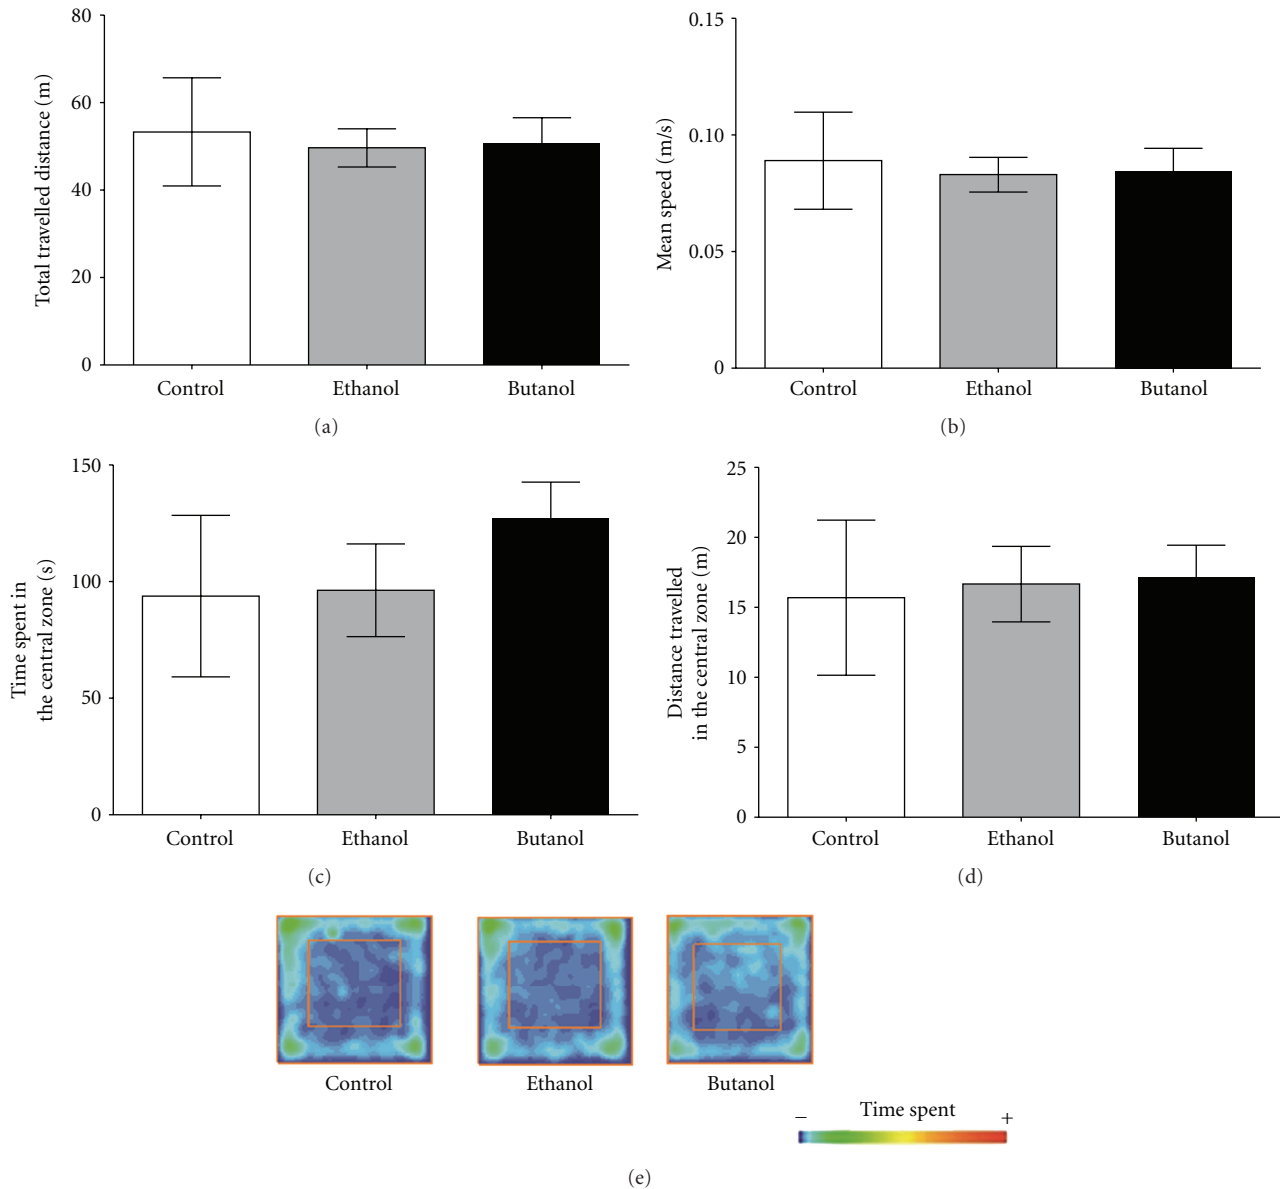 Total travelled distance (m)
80
60
40
20
0
Control Ethanol Butanol
(a)
Mean speed (m/s)
0.15
0.10
0.05
0
Control Ethanol Butanol
(b)
Time spent in
the central zone (s)
150
100
50
0
Control Ethanol Butanol
(c)
Distance travelled
in the central zone (m)
25
20
15
10
5
0
Control Ethanol Butanol
(d)
Control Ethanol Butanol
− Time spent +
(e)